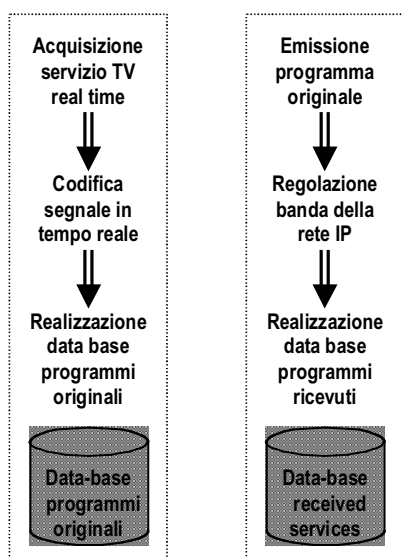 Acquisizione
servizio TV
real time
Codifica
segnale in
tempo reale
Realizzazione
data base
programmi
originali
Data-base
programmi
originali
Emissione
programma
originale
Regolazione
banda della
rete IP
Realizzazione
data base
programmi
ricevuti
Data-base
received
services